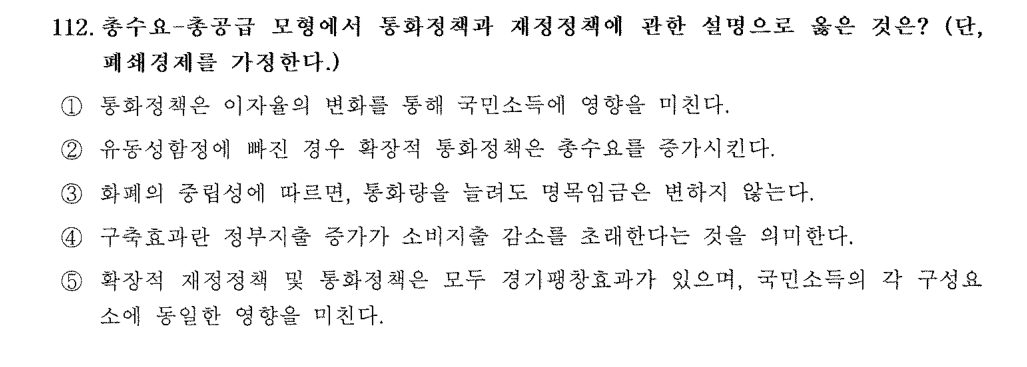 112. 총수요-총공급 모형에서 통화정책과 재정정책에 관한 설명으로 옳은 것은? (단,
폐쇄경제를 가정한다.)
① 통화정책은 이자율의 변화를 통해 국민소득에 영향을 미친다.
② 유동성함정에 빠진 경우 확장적 통화정책은 총수요를 증가시킨다.
③ 화폐의 중립성에 따르면, 통화량을 늘려도 명목임금은 변하지 않는다.
④ 구축효과란 정부지출 증가가 소비지출 감소를 초래한다는 것을 의미한다.
⑤ 확장적 재정정책 및 통화정책은 모두 경기팽창효과가 있으며, 국민소득의 각 구성요
소에 동일한 영향을 미친다.